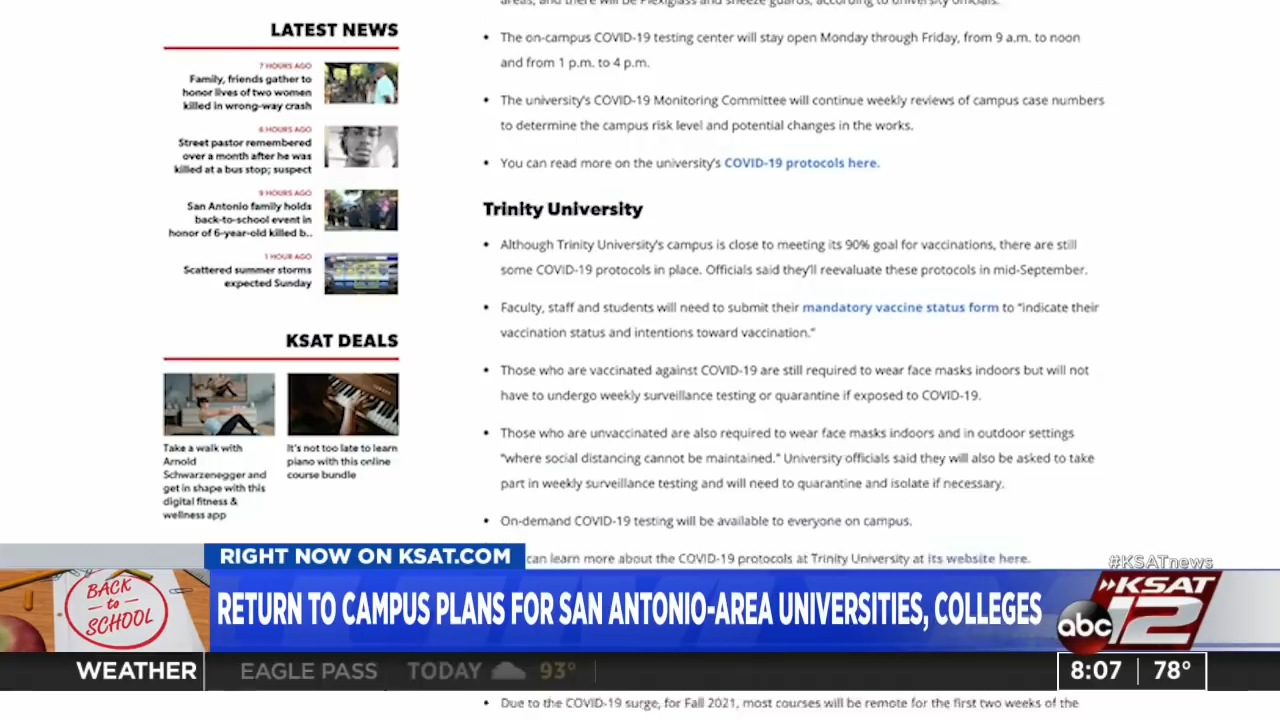 areas, and there will be Plexiglass and sneeze guards, according to university officials.
LATEST NEWS
7 HOURS AGO
Family, friends gather to
honor lives of two women
killed in wrong-way crash
6 HOURS AGO
Street pastor remembered
over a month after he was
killed at a bus stop; suspect
9 HOURS AGO
San Antonio family holds
back-to-school event in
honor of 6-year-old killed b..
1 HOUR AGO
Scattered summer storms
expected Sunday
KSAT DEALS
Take a walk with
Arnold
Schwarzenegger and
get in shape with this
digital fitness &
wellness app
It's not too late to learn
piano with this online
course bundle
• The on-campus COVID-19 testing center will stay open Monday through Friday, from 9 a.m. to noon
and from 1 p.m. to 4 p.m.
• The university's COVID-19 Monitoring Committee will continue weekly reviews of campus case numbers
to determine the campus risk level and potential changes in the works.
• You can read more on the university's COVID-19 protocols here.
Trinity University
• Although Trinity University's campus is close to meeting its 90% goal for vaccinations, there are still
some COVID-19 protocols in place. Officials said they'll reevaluate these protocols in mid-September.
• Faculty, staff and students will need to submit their mandatory vaccine status form to "indicate their
vaccination status and intentions toward vaccination."
• Those who are vaccinated against COVID-19 are still required to wear face masks indoors but will not
have to undergo weekly surveillance testing or quarantine if exposed to COVID-19.
• Those who are unvaccinated are also required to wear face masks indoors and in outdoor settings
"where social distancing cannot be maintained." University officials said they will also be asked to take
part in weekly surveillance testing and will need to quarantine and isolate if necessary.
• On-demand COVID-19 testing will be available to everyone on campus.
can learn more about the COVID-19 protocols at Trinity University at its website here.
RIGHT NOW ON KSAT.COM
#KSATnews
BACK
to
SCHOOL
RETURN TO CAMPUS PLANS FOR SAN ANTONIO-AREA UNIVERSITIES, COLLEGES
KSAT
abc 12
WEATHER EAGLE PASS TODAY 93° 8:07 78°
• Due to the COVID-19 surge, for Fall 2021, most courses will be remote for the first two weeks of the